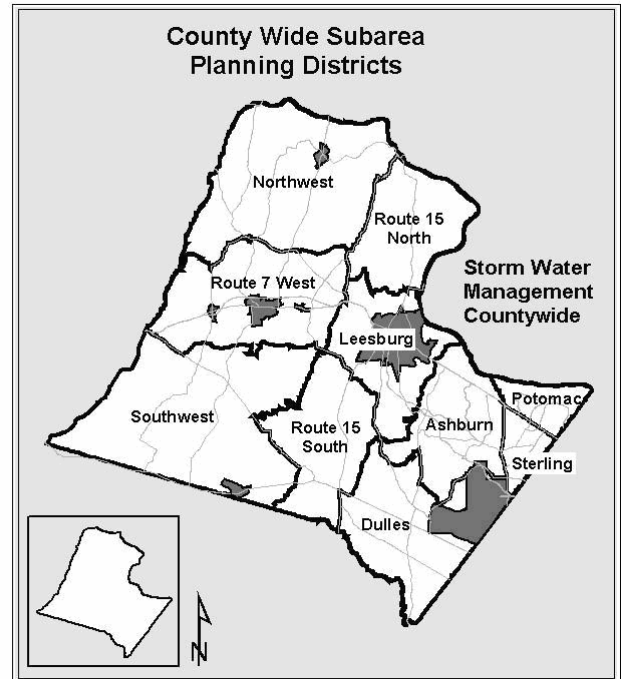 County Wide Subarea
Planning Districts
Northwest
Route 15
North
Route 7 West
Storm Water
Management
Countywide
Leesburg
Potomac
Southwest
Route 15
South
Ashburn
Sterling
Dulles
N